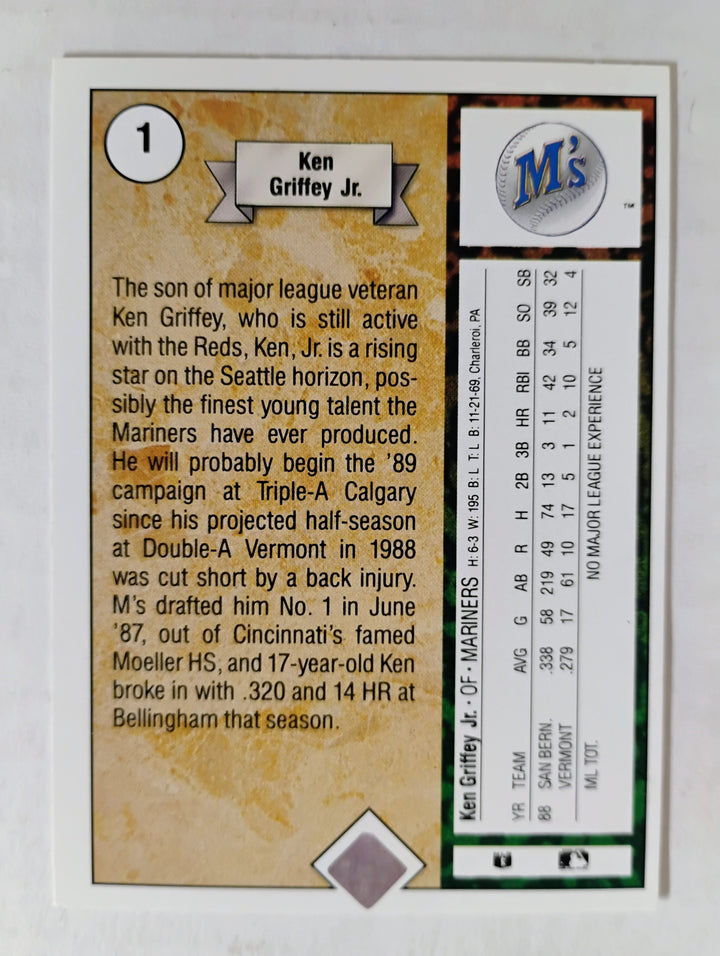 1
Ken
Griffey Jr.
The son of major league veteran
Ken Griffey, who is still active
with the Reds, Ken, Jr. is a rising
star on the Seattle horizon, pos-
sibly the finest young talent the
Mariners have ever produced.
He will probably begin the '89
campaign at Triple-A Calgary
since his projected half-season
at Double-A Vermont in 1988
was cut short by a back injury.
M's drafted him No. 1 in June
'87, out of Cincinnati's famed
Moeller HS, and 17-year-old Ken
broke in with .320 and 14 HR at
Bellingham that season.
M's
TM
Ken Griffey Jr. • OF • MARINERS H: 6-3 W: 195 B: L T: L B: 11-21-69, Charleroi, PA
YR TEAM AVG G AB R H 2B 3B HR RBI BB SO SB
88 SAN BERN. .338 58 219 49 74 13 3 11 42 34 39 32
VERMONT .279 17 61 10 17 5 1 2 10 5 12 4
ML TOT. NO MAJOR LEAGUE EXPERIENCE